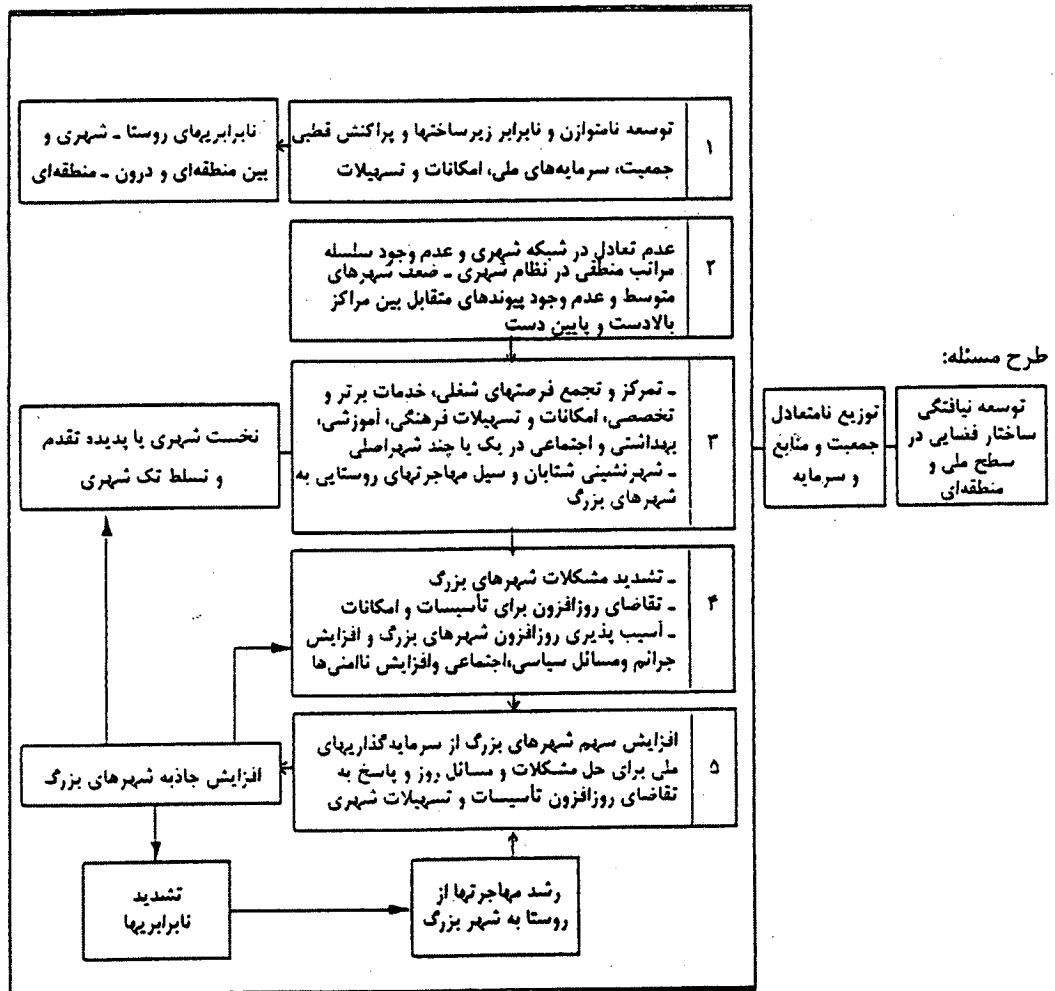 طرح مسئله:
توسعه نیافتگی
ساختار فضایی در
سطح ملی و
منطقه‌ای
توزیع نامتعادل
جمعیت و منابع
و سرمایه
۱
توسعه نامتوازن و نابرابر زیرساختها و پراکنش قطبی
جمعیت، سرمایه‌های ملی، امکانات و تسهیلات
نابرابریهای روستا ـ شهری و
بین منطقه‌ای و درون ـ منطقه‌ای
۲
عدم تعادل در شبکه شهری و عدم وجود سلسله
مراتب منطقی در نظام شهری ـ ضعف شهرهای
متوسط و عدم وجود پیوندهای متقابل بین مراکز
بالادست و پایین دست
۳
ـ تمرکز و تجمع فرصتهای شغلی، خدمات برتر و
تخصصی، امکانات و تسهیلات فرهنگی، آموزشی،
بهداشتی و اجتماعی در یک یا چند شهراصلی
ـ شهرنشینی شتابان و سیل مهاجرتهای روستایی به
شهرهای بزرگ
نخست شهری یا پدیده تقدم
و تسلط تک شهری
۴
ـ تشدید مشکلات شهرهای بزرگ
ـ تقاضای روزافزون برای تأسیسات و امکانات
ـ آسیب پذیری روزافزون شهرهای بزرگ و افزایش
جرائم ومسائل سیاسی،اجتماعی وافزایش ناامنی‌ها
۵
افزایش سهم شهرهای بزرگ از سرمایه‌گذاریهای
ملی برای حل مشکلات و مسائل روز و پاسخ به
تقاضای روزافزون تأسیسات و تسهیلات شهری
افزایش جاذبه شهرهای بزرگ
رشد مهاجرتها از
روستا به شهر بزرگ
تشدید
نابرابریها